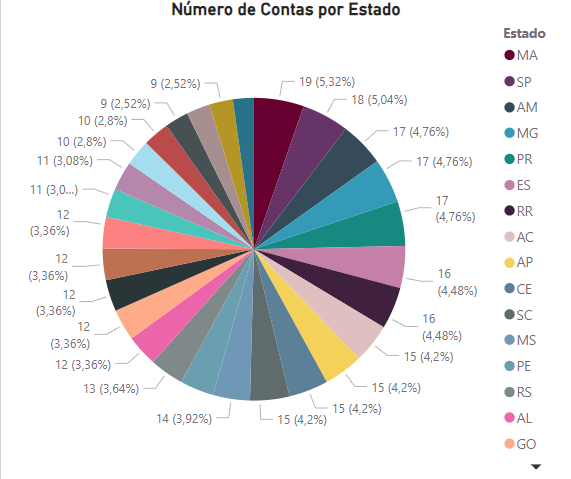 Número de Contas por Estado
Estado
MA
SP
AM
MG
PR
ES
RR
AC
AP
CE
SC
MS
PE
RS
AL
GO
19 (5,32%)
18 (5,04%)
17 (4,76%)
17 (4,76%)
17
(4,76%)
16
(4,48%)
16
(4,48%)
15 (4,2%)
15 (4,2%)
15 (4,2%)
15 (4,2%)
14 (3,92%)
13 (3,64%)
12 (3,36%)
12
(3,36%)
12
(3,36%)
12
(3,36%)
12
(3,36%)
11 (3,0...)
11 (3,08%)
10 (2,8%)
10 (2,8%)
9 (2,52%)
9 (2,52%)